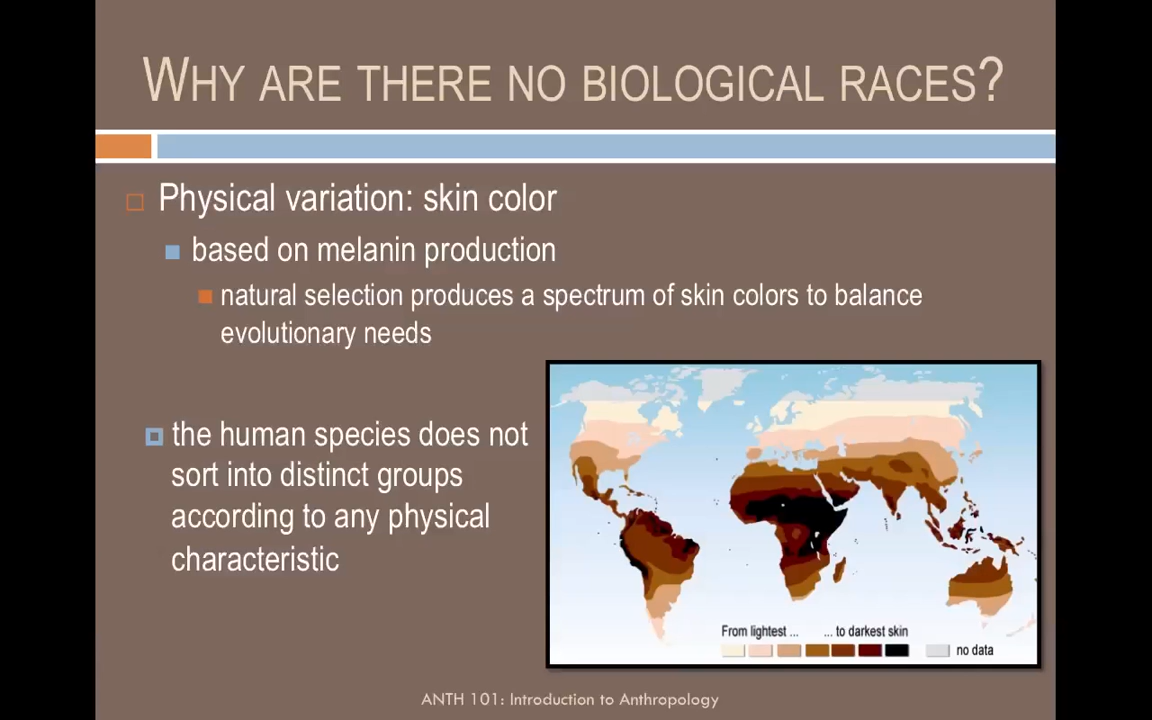 WHY ARE THERE NO BIOLOGICAL RACES?
Physical variation: skin color
based on melanin production
natural selection produces a spectrum of skin colors to balance
evolutionary needs
the human species does not
sort into distinct groups
according to any physical
characteristic
From lightest ... ... to darkest skin
no data
ANTH 101: Introduction to Anthropology